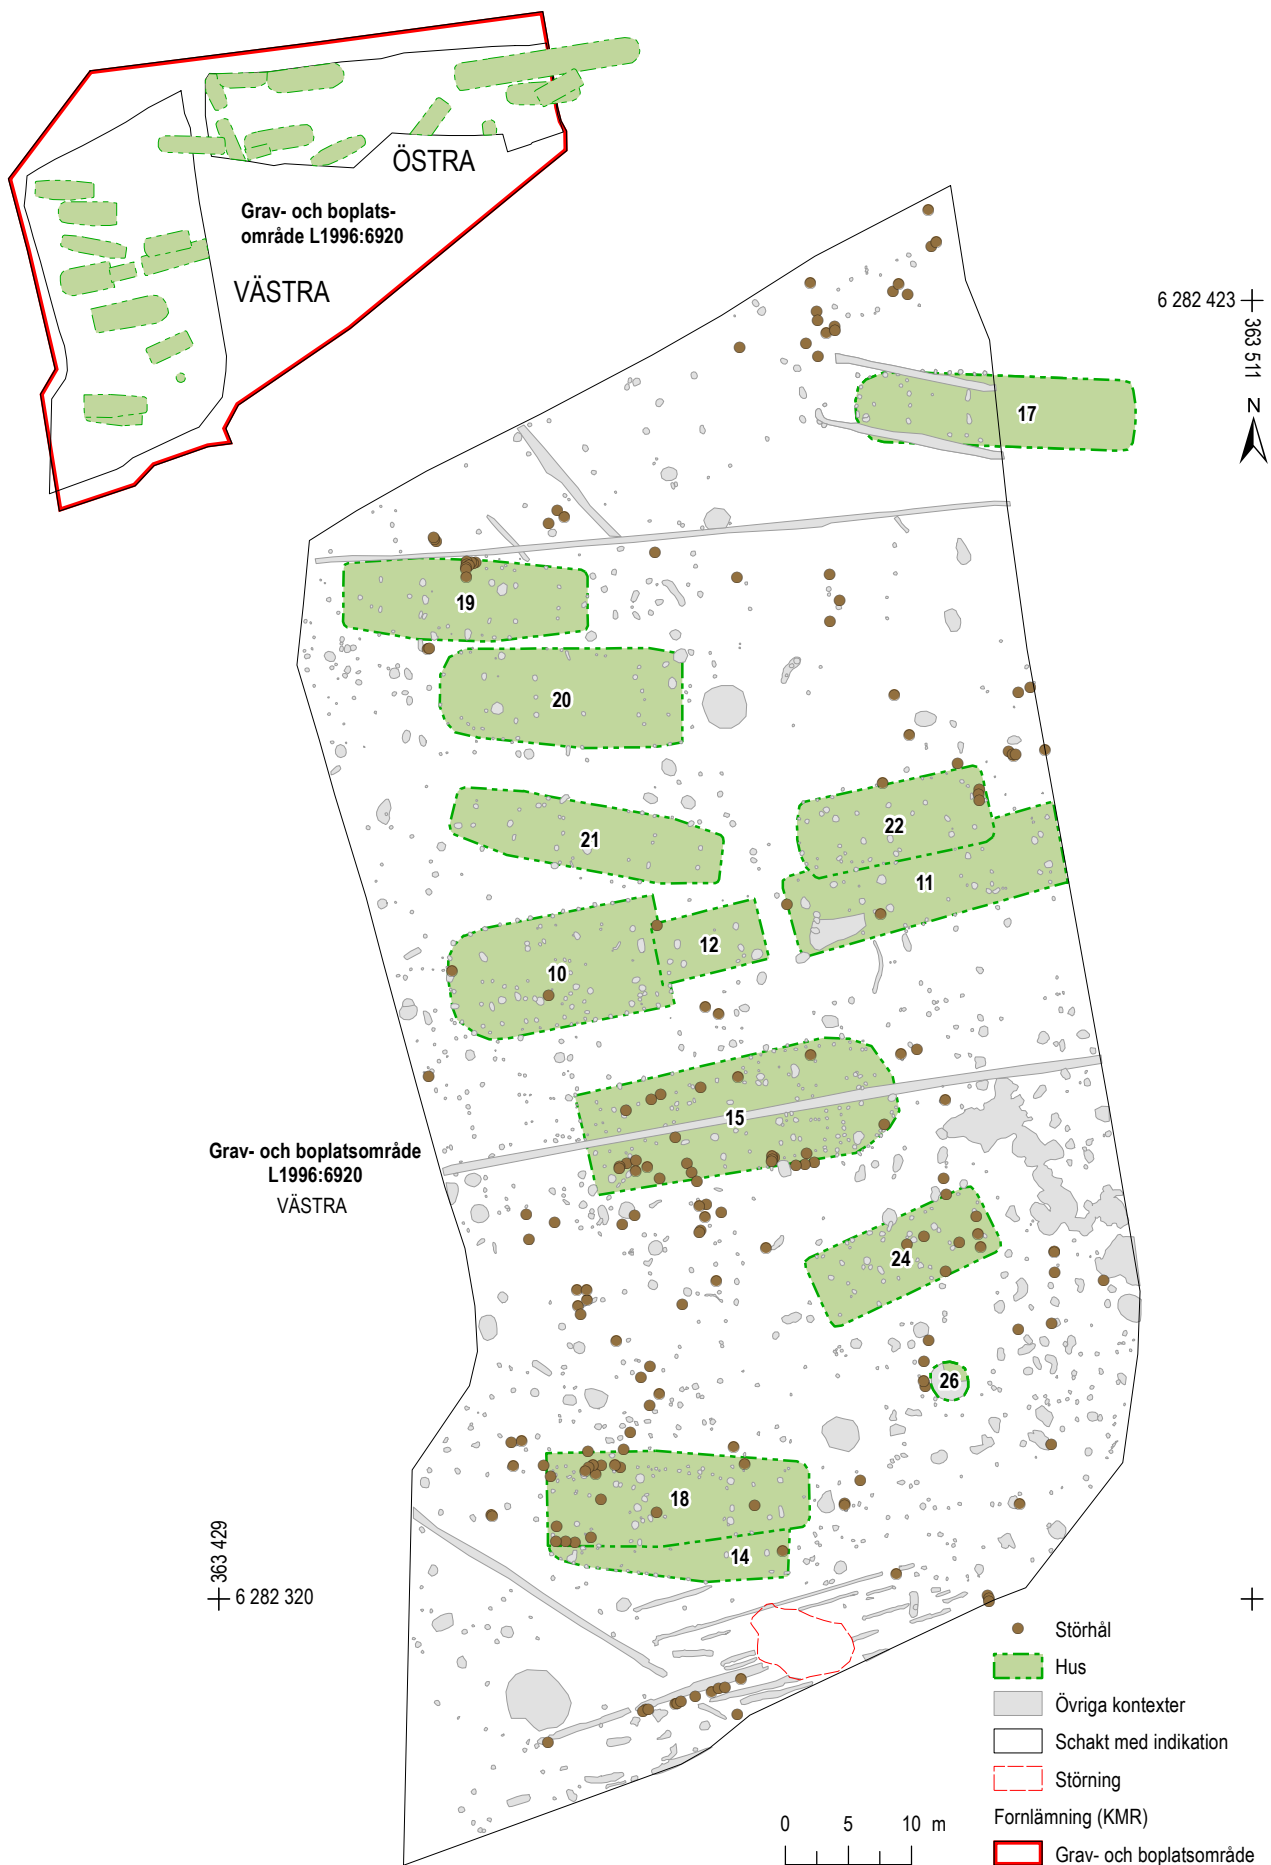 ÖSTRA
Grav- och boplats-
område L1996:6920
VÄSTRA
6 282 423
363 511
N
17
19
20
21
22
11
12
10
15
Grav- och boplatsområde
L1996:6920
VÄSTRA
24
26
18
14
363 429
6 282 320
Störhål
Hus
Övriga kontexter
Schakt med indikation
Störning
Fornlämning (KMR)
Grav- och boplatsområde
0 5 10 m